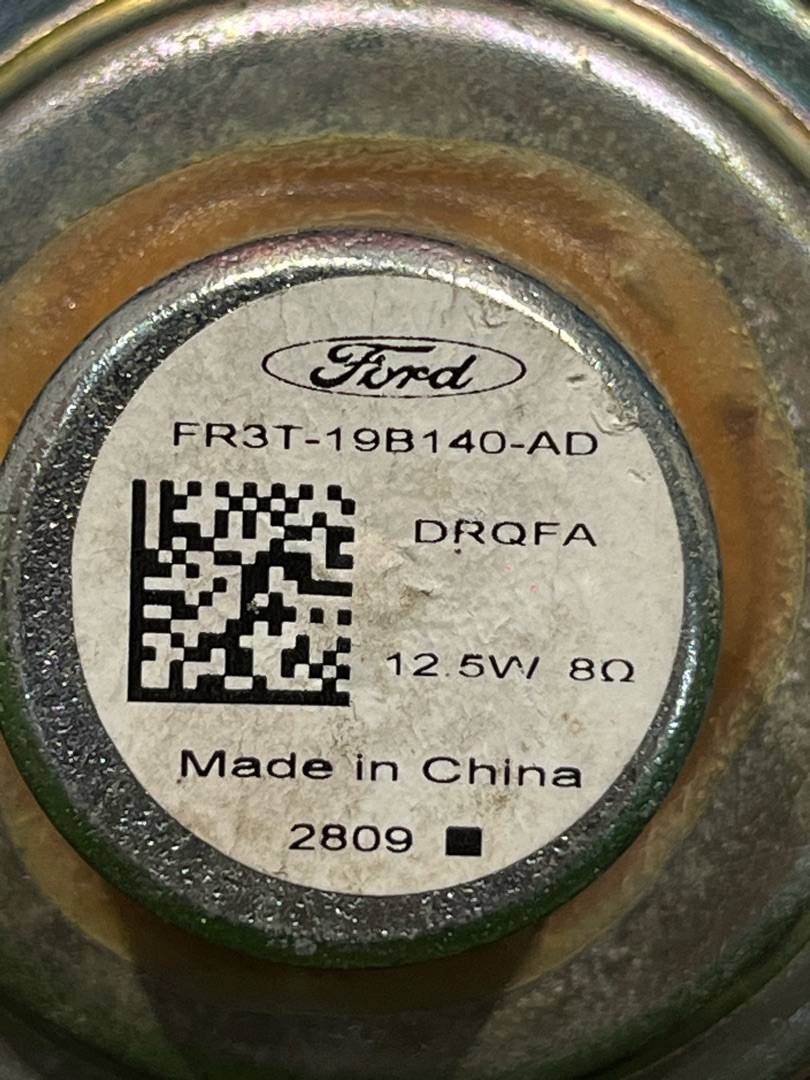 Ford
FR3T-19B140-AD
DRQFA
12.5W 8Ω
Made in China
2809